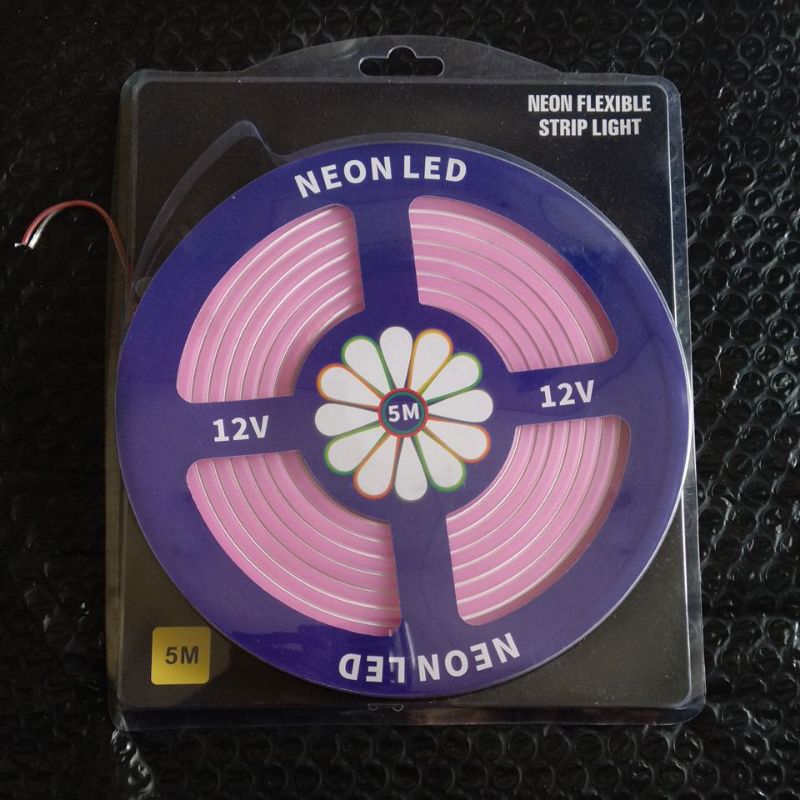 NEON FLEXIBLE
STRIP LIGHT
NEON LED
12V
5M
12V
NEON LED
5M